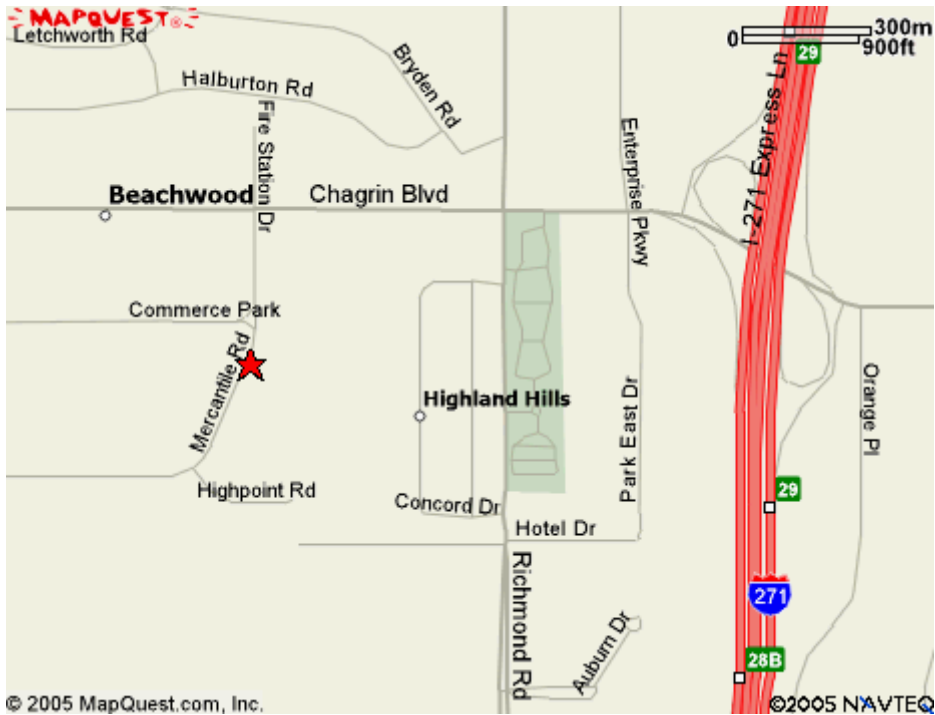 MAPQUEST®
Letchworth Rd
0 300m
900ft
29
Halburton Rd
Bryden Rd
Fire Station Dr
Enterprise Pkwy
I-271 Express Ln
Beachwood
Chagrin Blvd
Commerce Park
Mercantile Rd
Highland Hills
Park East Dr
Orange Pl
Highpoint Rd
Concord Dr
29
Hotel Dr
Richmond Rd
271
Auburn Dr
28B
© 2005 MapQuest.com, Inc.
©2005 NAVTEQ